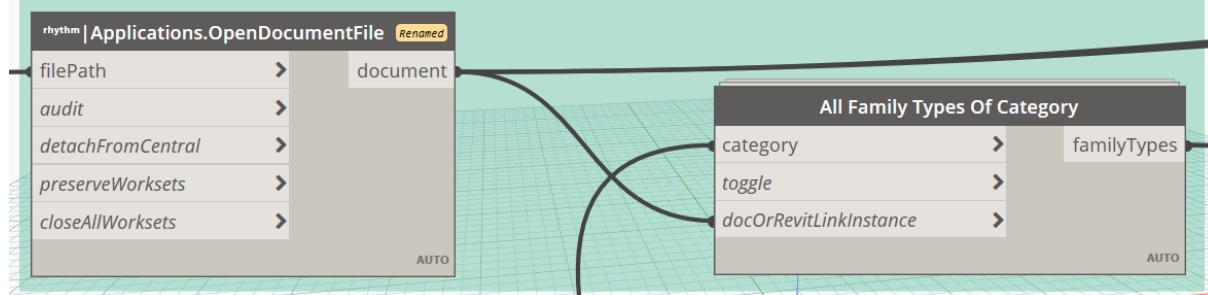 rhythm|Applications.OpenDocumentFile Renamed
filePath document
audit
detachFromCentral
preserveWorksets
closeAllWorksets
AUTO
All Family Types Of Category
category familyTypes
toggle
docOrRevitLinkInstance
AUTO